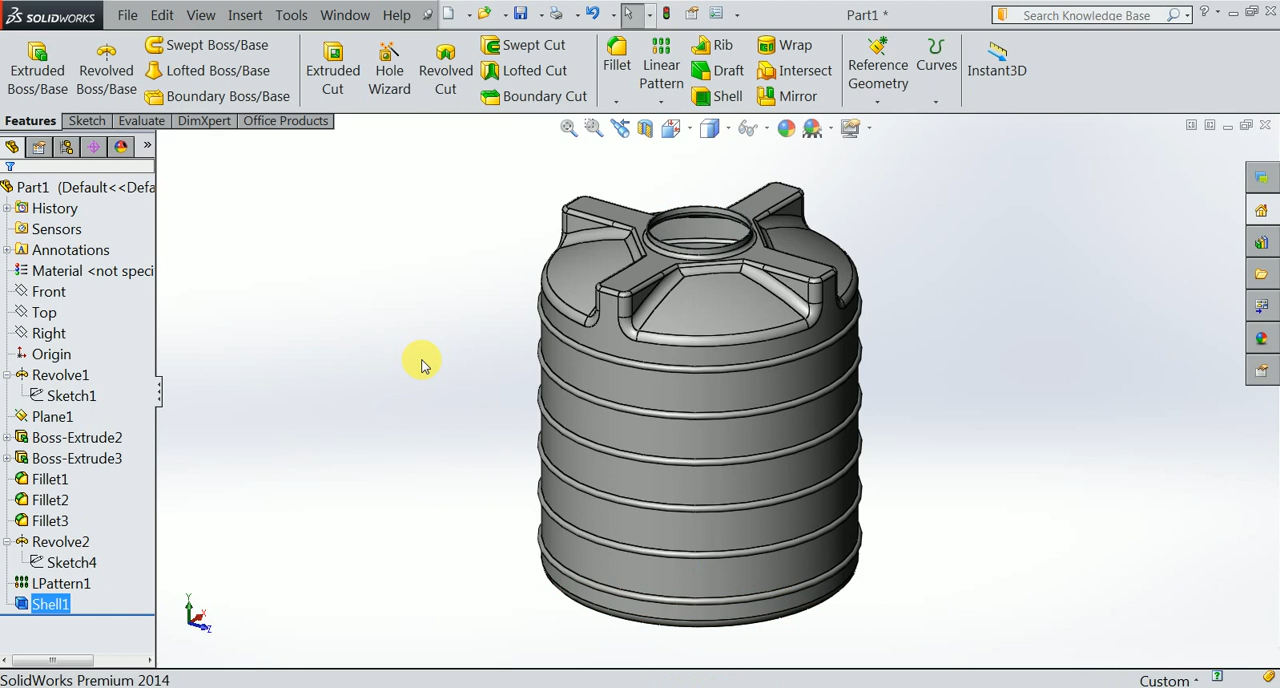 SOLIDWORKS File Edit View Insert Tools Window Help Part1 * Search Knowledge Base ?
Extruded Boss/Base
Revolved Boss/Base
Swept Boss/Base
Lofted Boss/Base
Boundary Boss/Base
Extruded Cut
Hole Wizard
Revolved Cut
Swept Cut
Lofted Cut
Boundary Cut
Fillet
Linear Pattern
Rib
Draft
Shell
Wrap
Intersect
Mirror
Reference Geometry
Curves
Instant3D
Features Sketch Evaluate DimXpert Office Products
»
Part1 (Default<<Defa
History
Sensors
A Annotations
Material <not speci
Front
Top
Right
Origin
Revolve1
Sketch1
Plane1
Boss-Extrude2
Boss-Extrude3
Fillet1
Fillet2
Fillet3
Revolve2
Sketch4
LPattern1
Shell1
Y
X
Z
SolidWorks Premium 2014 Custom ?